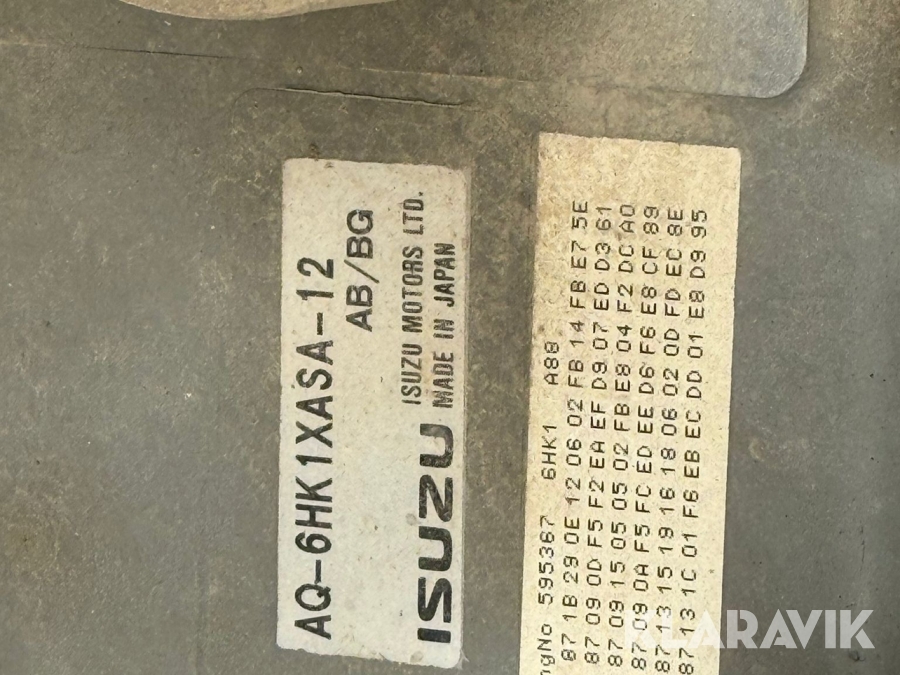 AQ-6HK1XASA-12
AB/BG
ISUZU
ISUZU MOTORS LTD.
MADE IN JAPAN
ngNo 595367 6HK1 A88
87 1B 29 0E 12 06 02 FB 14 FB E7 5E
87 09 0D F5 F2 EA EF D9 07 ED D3 61
87 09 15 05 05 02 FB E8 04 F2 DC A0
87 09 0A F5 FC ED EE D6 F6 E8 CF 89
87 13 15 19 16 18 06 02 0D FD EC 8E
87 13 1C 01 F6 EB EC DD 01 E8 D9 95
KLARAVIK